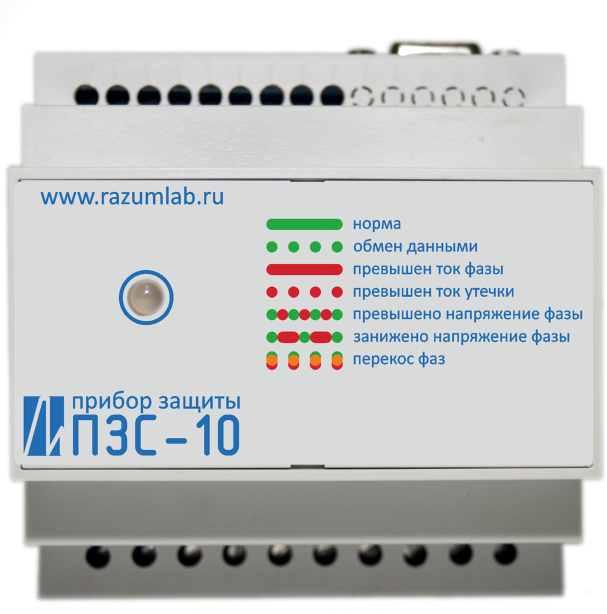 www.razumlab.ru
норма
обмен данными
превышен ток фазы
превышен ток утечки
превышено напряжение фазы
занижено напряжение фазы
перекос фаз
прибор защиты
ПЗС-10